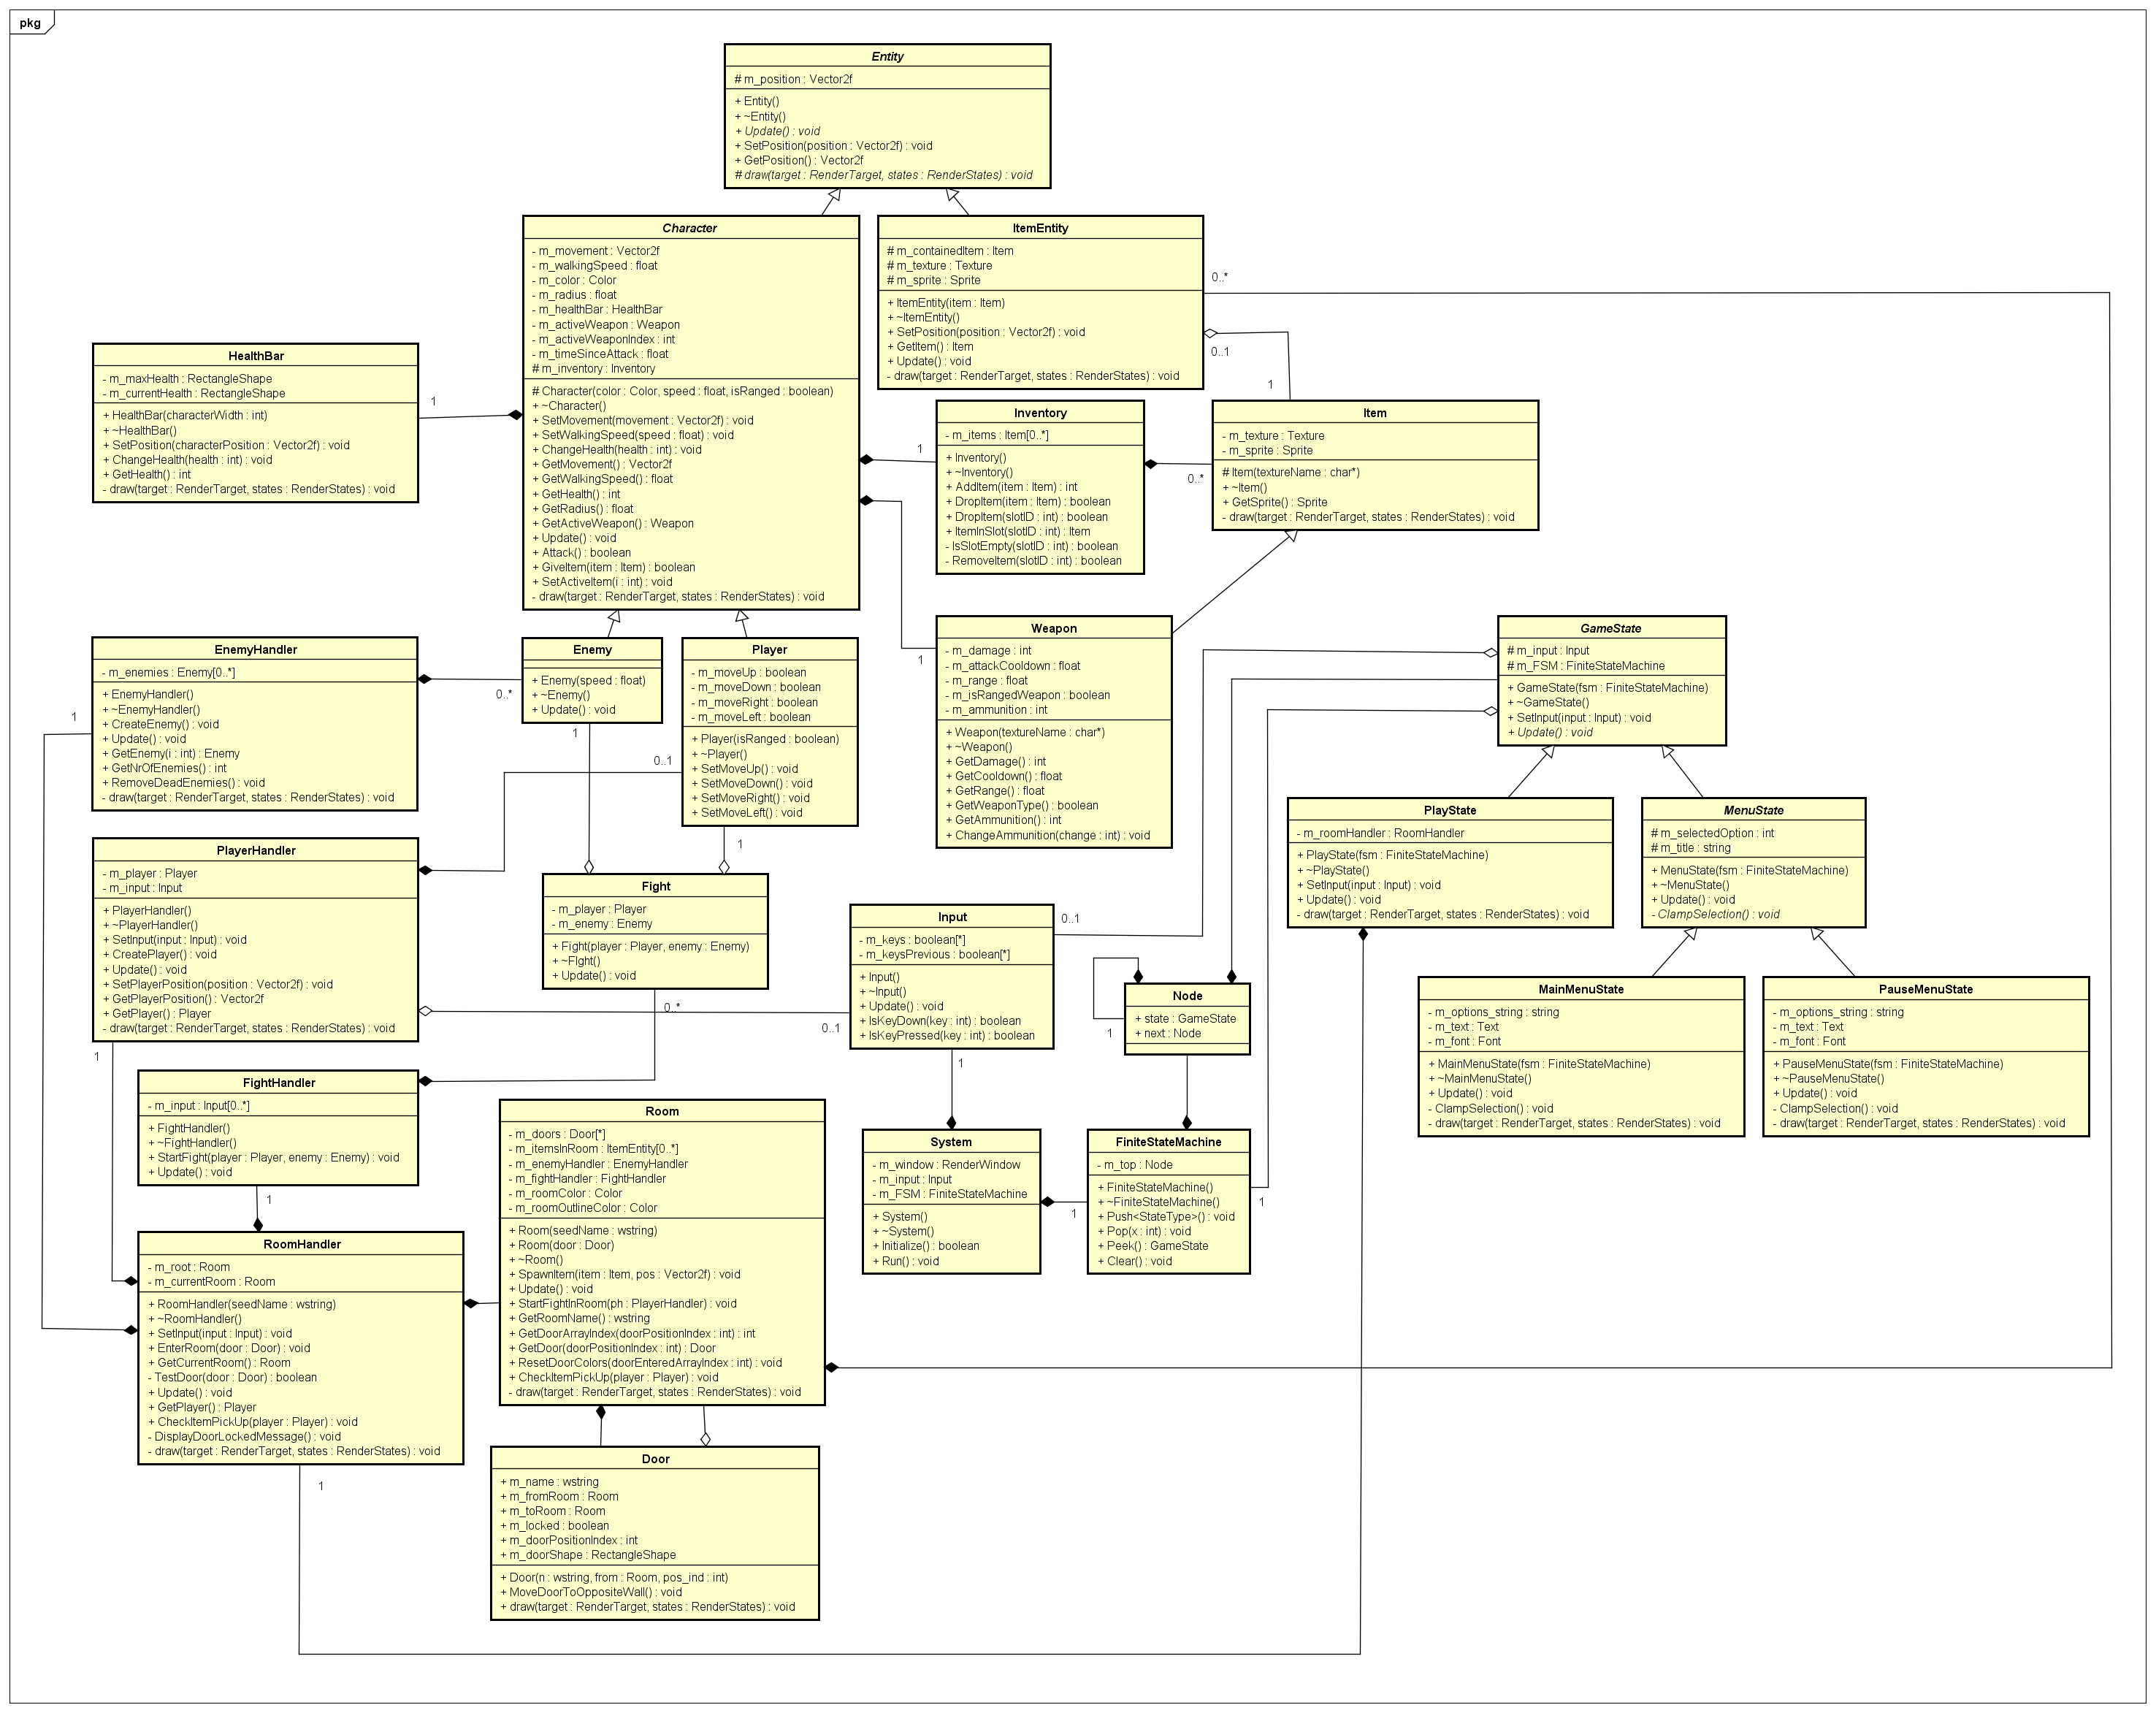 pkg
Entity
# m_position : Vector2f
+ Entity()
+ ~Entity()
+ Update() : void
+ SetPosition(position : Vector2f) : void
+ GetPosition() : Vector2f
# draw(target : RenderTarget, states : RenderStates) : void
Character
- m_movement : Vector2f
- m_walkingSpeed : float
- m_color : Color
- m_radius : float
- m_healthBar : HealthBar
- m_activeWeapon : Weapon
- m_activeWeaponIndex : int
- m_timeSinceAttack : float
# m_inventory : Inventory
# Character(color : Color, speed : float, isRanged : boolean)
+ ~Character()
+ SetMovement(movement : Vector2f) : void
+ SetWalkingSpeed(speed : float) : void
+ ChangeHealth(health : int) : void
+ GetMovement() : Vector2f
+ GetWalkingSpeed() : float
+ GetHealth() : int
+ GetRadius() : float
+ GetActiveWeapon() : Weapon
+ Update() : void
+ Attack() : boolean
+ GiveItem(item : Item) : boolean
+ SetActiveItem(i : int) : void
- draw(target : RenderTarget, states : RenderStates) : void
ItemEntity
# m_containedItem : Item
# m_texture : Texture
# m_sprite : Sprite
+ ItemEntity(item : Item)
+ ~ItemEntity()
+ SetPosition(position : Vector2f) : void
+ GetItem() : Item
+ Update() : void
- draw(target : RenderTarget, states : RenderStates) : void
0..*
0..1
1
HealthBar
- m_maxHealth : RectangleShape
- m_currentHealth : RectangleShape
+ HealthBar(characterWidth : int)
+ ~HealthBar()
+ SetPosition(characterPosition : Vector2f) : void
+ ChangeHealth(health : int) : void
+ GetHealth() : int
- draw(target : RenderTarget, states : RenderStates) : void
1
Inventory
- m_items : Item[0..*]
+ Inventory()
+ ~Inventory()
+ AddItem(item : Item) : int
+ DropItem(item : Item) : boolean
+ DropItem(slotID : int) : boolean
+ ItemInSlot(slotID : int) : Item
- IsSlotEmpty(slotID : int) : boolean
- RemoveItem(slotID : int) : boolean
1
0..*
Item
- m_texture : Texture
- m_sprite : Sprite
# Item(textureName : char*)
+ ~Item()
+ GetSprite() : Sprite
- draw(target : RenderTarget, states : RenderStates) : void
EnemyHandler
- m_enemies : Enemy[0..*]
+ EnemyHandler()
+ ~EnemyHandler()
+ CreateEnemy() : void
+ Update() : void
+ GetEnemy(i : int) : Enemy
+ GetNrOfEnemies() : int
+ RemoveDeadEnemies() : void
- draw(target : RenderTarget, states : RenderStates) : void
1
0..*
Enemy
+ Enemy(speed : float)
+ ~Enemy()
+ Update() : void
1
Player
- m_moveUp : boolean
- m_moveDown : boolean
- m_moveRight : boolean
- m_moveLeft : boolean
+ Player(isRanged : boolean)
+ ~Player()
+ SetMoveUp() : void
+ SetMoveDown() : void
+ SetMoveRight() : void
+ SetMoveLeft() : void
0..1
1
Weapon
- m_damage : int
- m_attackCooldown : float
- m_range : float
- m_isRangedWeapon : boolean
- m_ammunition : int
+ Weapon(textureName : char*)
+ ~Weapon()
+ GetDamage() : int
+ GetCooldown() : float
+ GetRange() : float
+ GetWeaponType() : boolean
+ GetAmmunition() : int
+ ChangeAmmunition(change : int) : void
1
GameState
# m_input : Input
# m_FSM : FiniteStateMachine
+ GameState(fsm : FiniteStateMachine)
+ ~GameState()
+ SetInput(input : Input) : void
+ Update() : void
PlayState
- m_roomHandler : RoomHandler
+ PlayState(fsm : FiniteStateMachine)
+ ~PlayState()
+ SetInput(input : Input) : void
+ Update() : void
- draw(target : RenderTarget, states : RenderStates) : void
MenuState
# m_selectedOption : int
# m_title : string
+ MenuState(fsm : FiniteStateMachine)
+ ~MenuState()
+ Update() : void
- ClampSelection() : void
PlayerHandler
- m_player : Player
- m_input : Input
+ PlayerHandler()
+ ~PlayerHandler()
+ SetInput(input : Input) : void
+ CreatePlayer() : void
+ Update() : void
+ SetPlayerPosition(position : Vector2f) : void
+ GetPlayerPosition() : Vector2f
+ GetPlayer() : Player
- draw(target : RenderTarget, states : RenderStates) : void
1
Fight
- m_player : Player
- m_enemy : Enemy
+ Fight(player : Player, enemy : Enemy)
+ ~FIght()
+ Update() : void
0..*
0..1
Input
- m_keys : boolean[*]
- m_keysPrevious : boolean[*]
+ Input()
+ ~Input()
+ Update() : void
+ IsKeyDown(key : int) : boolean
+ IsKeyPressed(key : int) : boolean
0..1
1
Node
+ state : GameState
+ next : Node
1
MainMenuState
- m_options_string : string
- m_text : Text
- m_font : Font
+ MainMenuState(fsm : FiniteStateMachine)
+ ~MainMenuState()
+ Update() : void
- ClampSelection() : void
- draw(target : RenderTarget, states : RenderStates) : void
PauseMenuState
- m_options_string : string
- m_text : Text
- m_font : Font
+ PauseMenuState(fsm : FiniteStateMachine)
+ ~PauseMenuState()
+ Update() : void
- ClampSelection() : void
- draw(target : RenderTarget, states : RenderStates) : void
FightHandler
- m_input : Input[0..*]
+ FightHandler()
+ ~FightHandler()
+ StartFight(player : Player, enemy : Enemy) : void
+ Update() : void
1
Room
- m_doors : Door[*]
- m_itemsInRoom : ItemEntity[0..*]
- m_enemyHandler : EnemyHandler
- m_fightHandler : FightHandler
- m_roomColor : Color
- m_roomOutlineColor : Color
+ Room(seedName : wstring)
+ Room(door : Door)
+ ~Room()
+ SpawnItem(item : Item, pos : Vector2f) : void
+ Update() : void
+ StartFightInRoom(ph : PlayerHandler) : void
+ GetRoomName() : wstring
+ GetDoorArrayIndex(doorPositionIndex : int) : int
+ GetDoor(doorPositionIndex : int) : Door
+ ResetDoorColors(doorEnteredArrayIndex : int) : void
+ CheckItemPickUp(player : Player) : void
- draw(target : RenderTarget, states : RenderStates) : void
System
- m_window : RenderWindow
- m_input : Input
- m_FSM : FiniteStateMachine
+ System()
+ ~System()
+ Initialize() : boolean
+ Run() : void
1
FiniteStateMachine
- m_top : Node
+ FiniteStateMachine()
+ ~FiniteStateMachine()
+ Push<StateType>() : void
+ Pop(x : int) : void
+ Peek() : GameState
+ Clear() : void
1
RoomHandler
- m_root : Room
- m_currentRoom : Room
+ RoomHandler(seedName : wstring)
+ ~RoomHandler()
+ SetInput(input : Input) : void
+ EnterRoom(door : Door) : void
+ GetCurrentRoom() : Room
- TestDoor(door : Door) : boolean
+ Update() : void
+ GetPlayer() : Player
+ CheckItemPickUp(player : Player) : void
- DisplayDoorLockedMessage() : void
- draw(target : RenderTarget, states : RenderStates) : void
1
Door
+ m_name : wstring
+ m_fromRoom : Room
+ m_toRoom : Room
+ m_locked : boolean
+ m_doorPositionIndex : int
+ m_doorShape : RectangleShape
+ Door(n : wstring, from : Room, pos_ind : int)
+ MoveDoorToOppositeWall() : void
+ draw(target : RenderTarget, states : RenderStates) : void